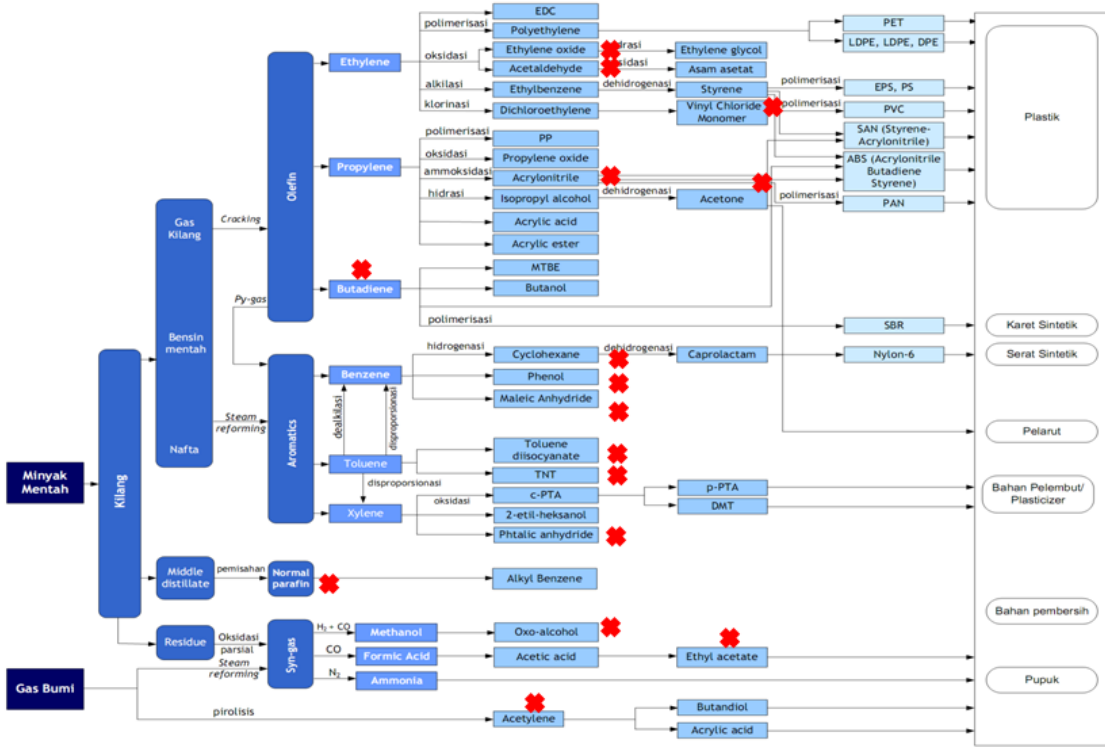 EDC
polimerisasi
Polyethylene
PET
LDPE, LDPE, DPE
oksidasi
Ethylene oxide
Ethylene glycol
Ethylene
Acetaldehyde
Asam asetat
alkilasi
Ethylbenzene
dehidrogenasi
Styrene
polimerisasi
EPS, PS
klorinasi
Dichloroethylene
Vinyl Chloride
Monomer
polimerisasi
PVC
Plastik
SAN (Styrene-
Acrylonitrile)
ABS (Acrylonitrile
Butadiene
Styrene)
polimerisasi
PAN
Olefin
polimerisasi
PP
oksidasi
Propylene oxide
Propylene
ammoksidasi
Acrylonitrile
hidrasi
Isopropyl alcohol
dehidrogenasi
Acetone
Acrylic acid
Acrylic ester
Gas
Kilang
Cracking
MTBE
Butadiene
Butanol
Py-gas
polimerisasi
SBR
Karet Sintetik
Bensin
mentah
hidrogenasi
Cyclohexane
dehidrogenasi
Caprolactam
Nylon-6
Serat Sintetik
Benzene
Phenol
Maleic Anhydride
dealkilasi
disproporsionasi
Steam
reforming
Aromatics
Pelarut
Nafta
Toluene
Toluene
diisocyanate
TNT
disproporsionasi
Minyak
Mentah
Kilang
oksidasi
c-PTA
p-PTA
Bahan Pelembut/
Plasticizer
Xylene
2-etil-heksanol
DMT
Phtalic anhydride
Middle
distillate
pemisahan
Normal
parafin
Alkyl Benzene
Bahan pembersih
Residue
Oksidasi
parsial
Syn-gas
H₂ + CO
Methanol
Oxo-alcohol
Steam
reforming
CO
Formic Acid
Acetic acid
Ethyl acetate
Gas Bumi
N₂
Ammonia
Pupuk
pirolisis
Acetylene
Butandiol
Acrylic acid